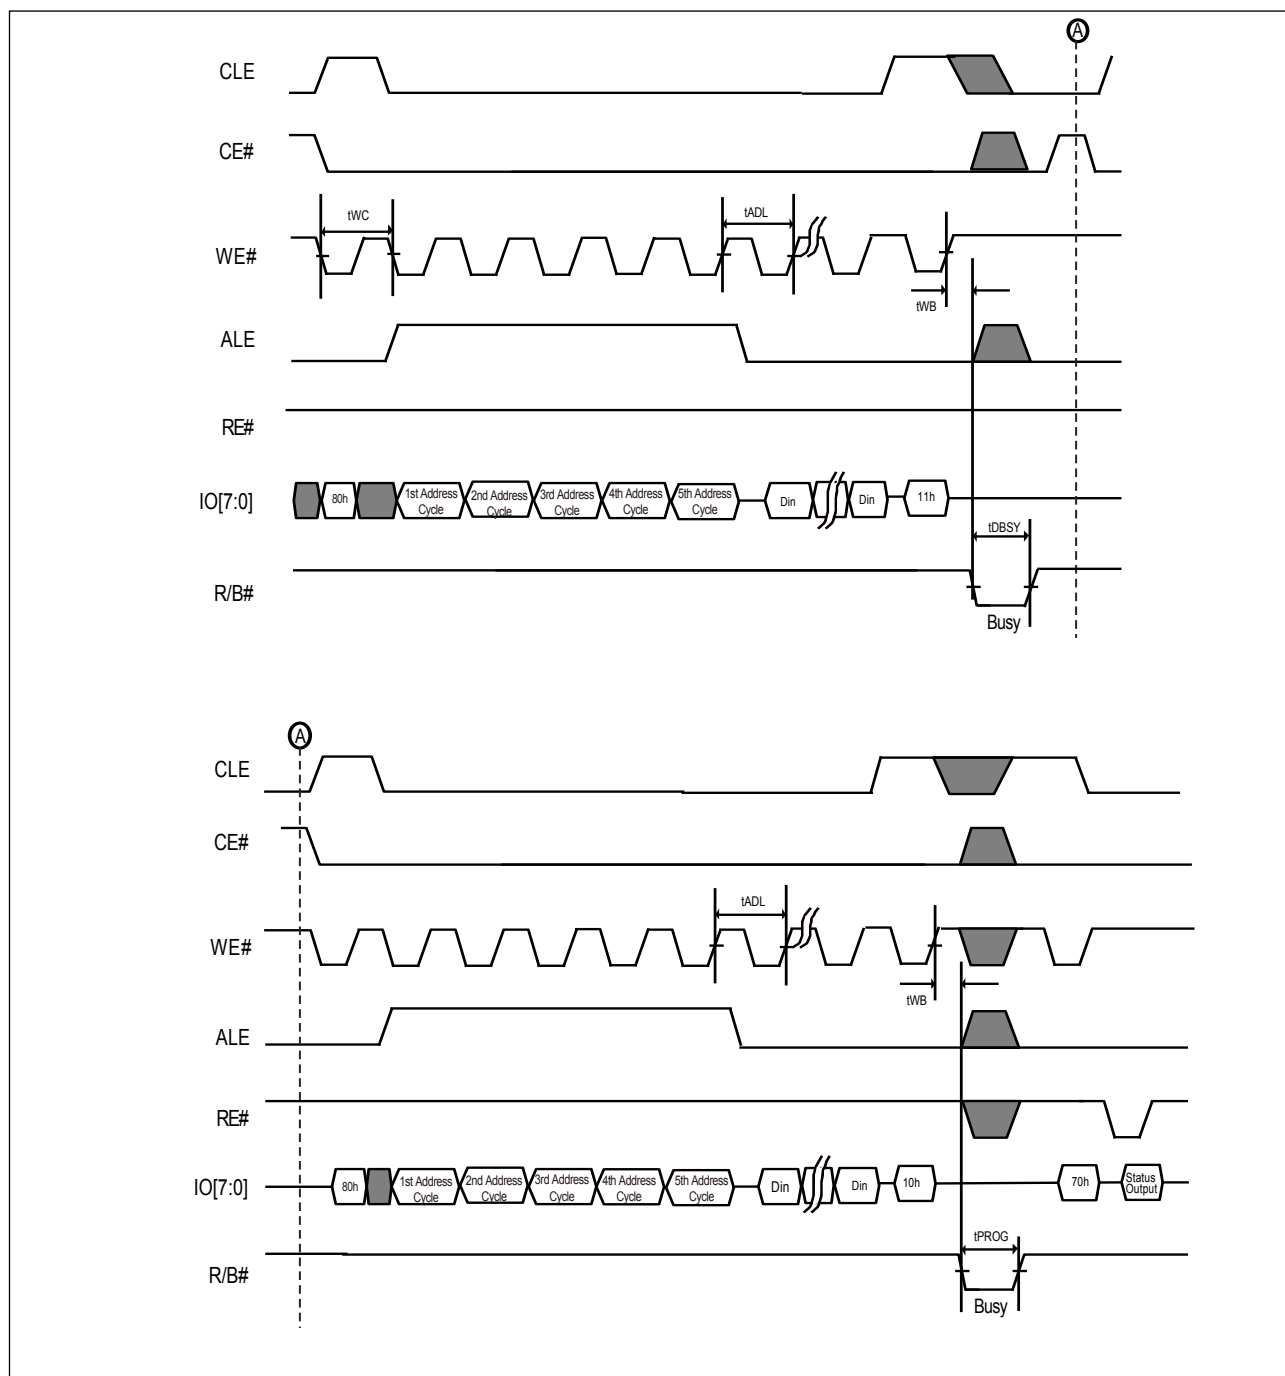 A
CLE
CE#
tWC
tADL
WE#
tWB
ALE
RE#
IO[7:0]
80h
1st Address Cycle
2nd Address Cycle
3rd Address Cycle
4th Address Cycle
5th Address Cycle
Din
Din
11h
tDBSY
R/B#
Busy
A
CLE
CE#
tADL
WE#
tWB
ALE
RE#
IO[7:0]
80h
1st Address Cycle
2nd Address Cycle
3rd Address Cycle
4th Address Cycle
5th Address Cycle
Din
Din
10h
70h
Status Output
tPROG
R/B#
Busy